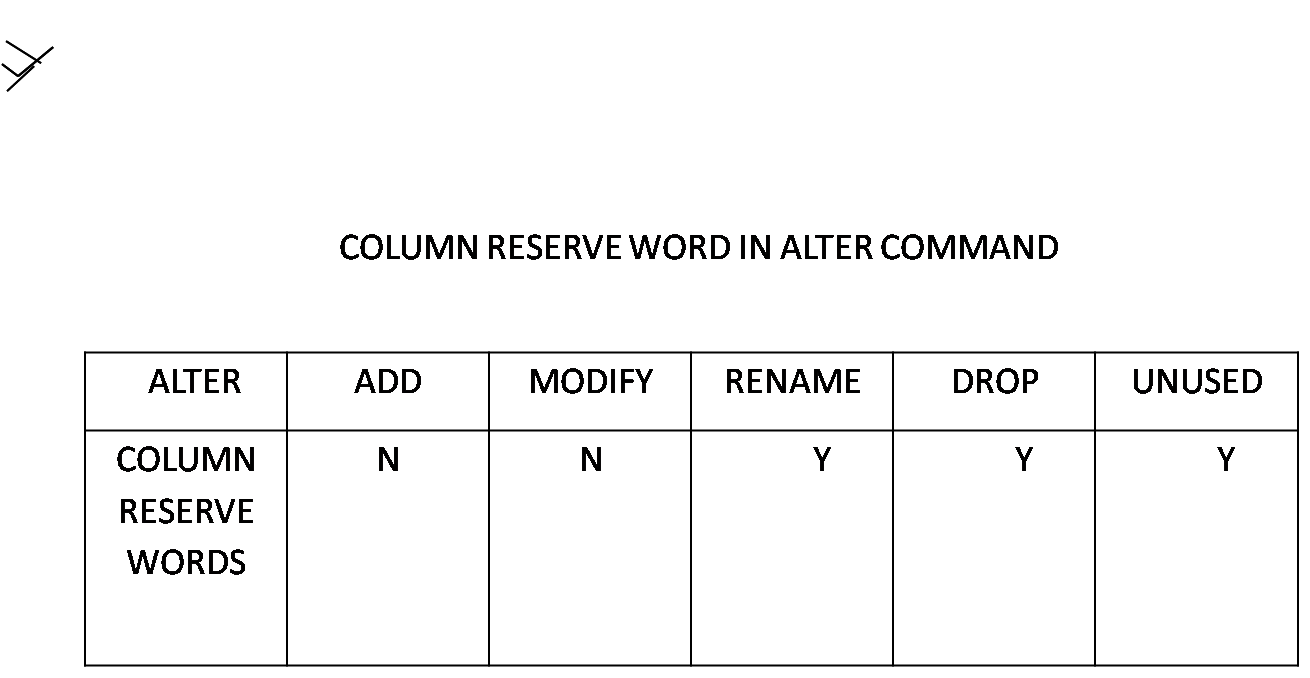 COLUMN RESERVE WORD IN ALTER COMMAND
ALTER ADD MODIFY RENAME DROP UNUSED
COLUMN N N Y Y Y
RESERVE
WORDS